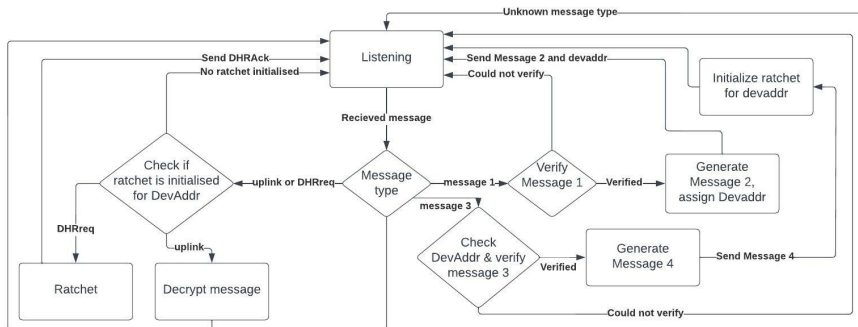 Unknown message type
Send DHRAck
Listening
Send Message 2 and devaddr
No ratchet initialised
Could not verify
Initialize ratchet
for devaddr
Recieved message
Check if
ratchet is initialised
for DevAddr
uplink or DHRreq
Message
type
message 1
Verify
Message 1
Verified
Generate
Message 2,
assign Devaddr
message 3
DHRreq
uplink
Check
DevAddr & verify
message 3
Verified
Generate
Message 4
Send Message 4
Ratchet
Decrypt message
Could not verify